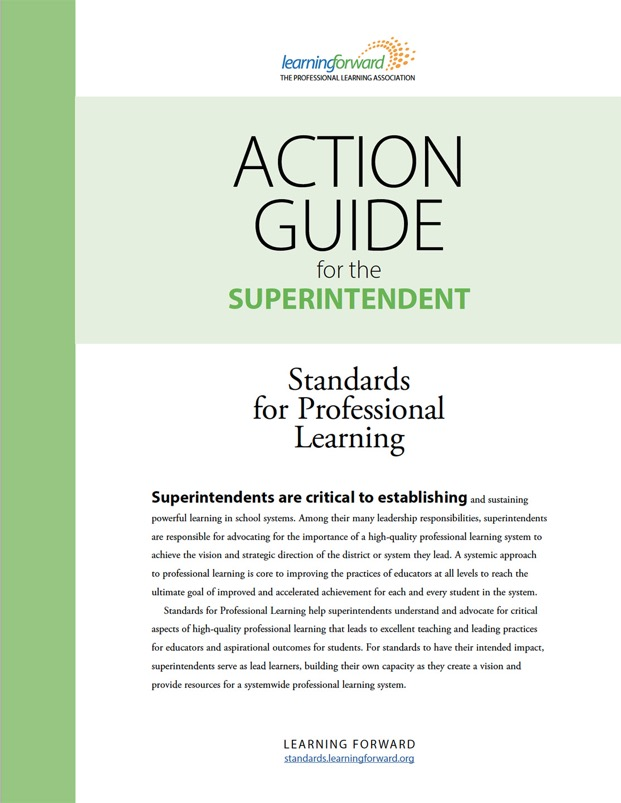 learningforward
THE PROFESSIONAL LEARNING ASSOCIATION
ACTION
GUIDE
for the
SUPERINTENDENT
Standards
for Professional
Learning
Superintendents are critical to establishing and sustaining
powerful learning in school systems. Among their many leadership responsibilities, superintendents
are responsible for advocating for the importance of a high-quality professional learning system to
achieve the vision and strategic direction of the district or system they lead. A systemic approach
to professional learning is core to improving the practices of educators at all levels to reach the
ultimate goal of improved and accelerated achievement for each and every student in the system.
Standards for Professional Learning help superintendents understand and advocate for critical
aspects of high-quality professional learning that leads to excellent teaching and leading practices
for educators and aspirational outcomes for students. For standards to have their intended impact,
superintendents serve as lead learners, building their own capacity as they create a vision and
provide resources for a systemwide professional learning system.
LEARNING FORWARD
standards.learningforward.org